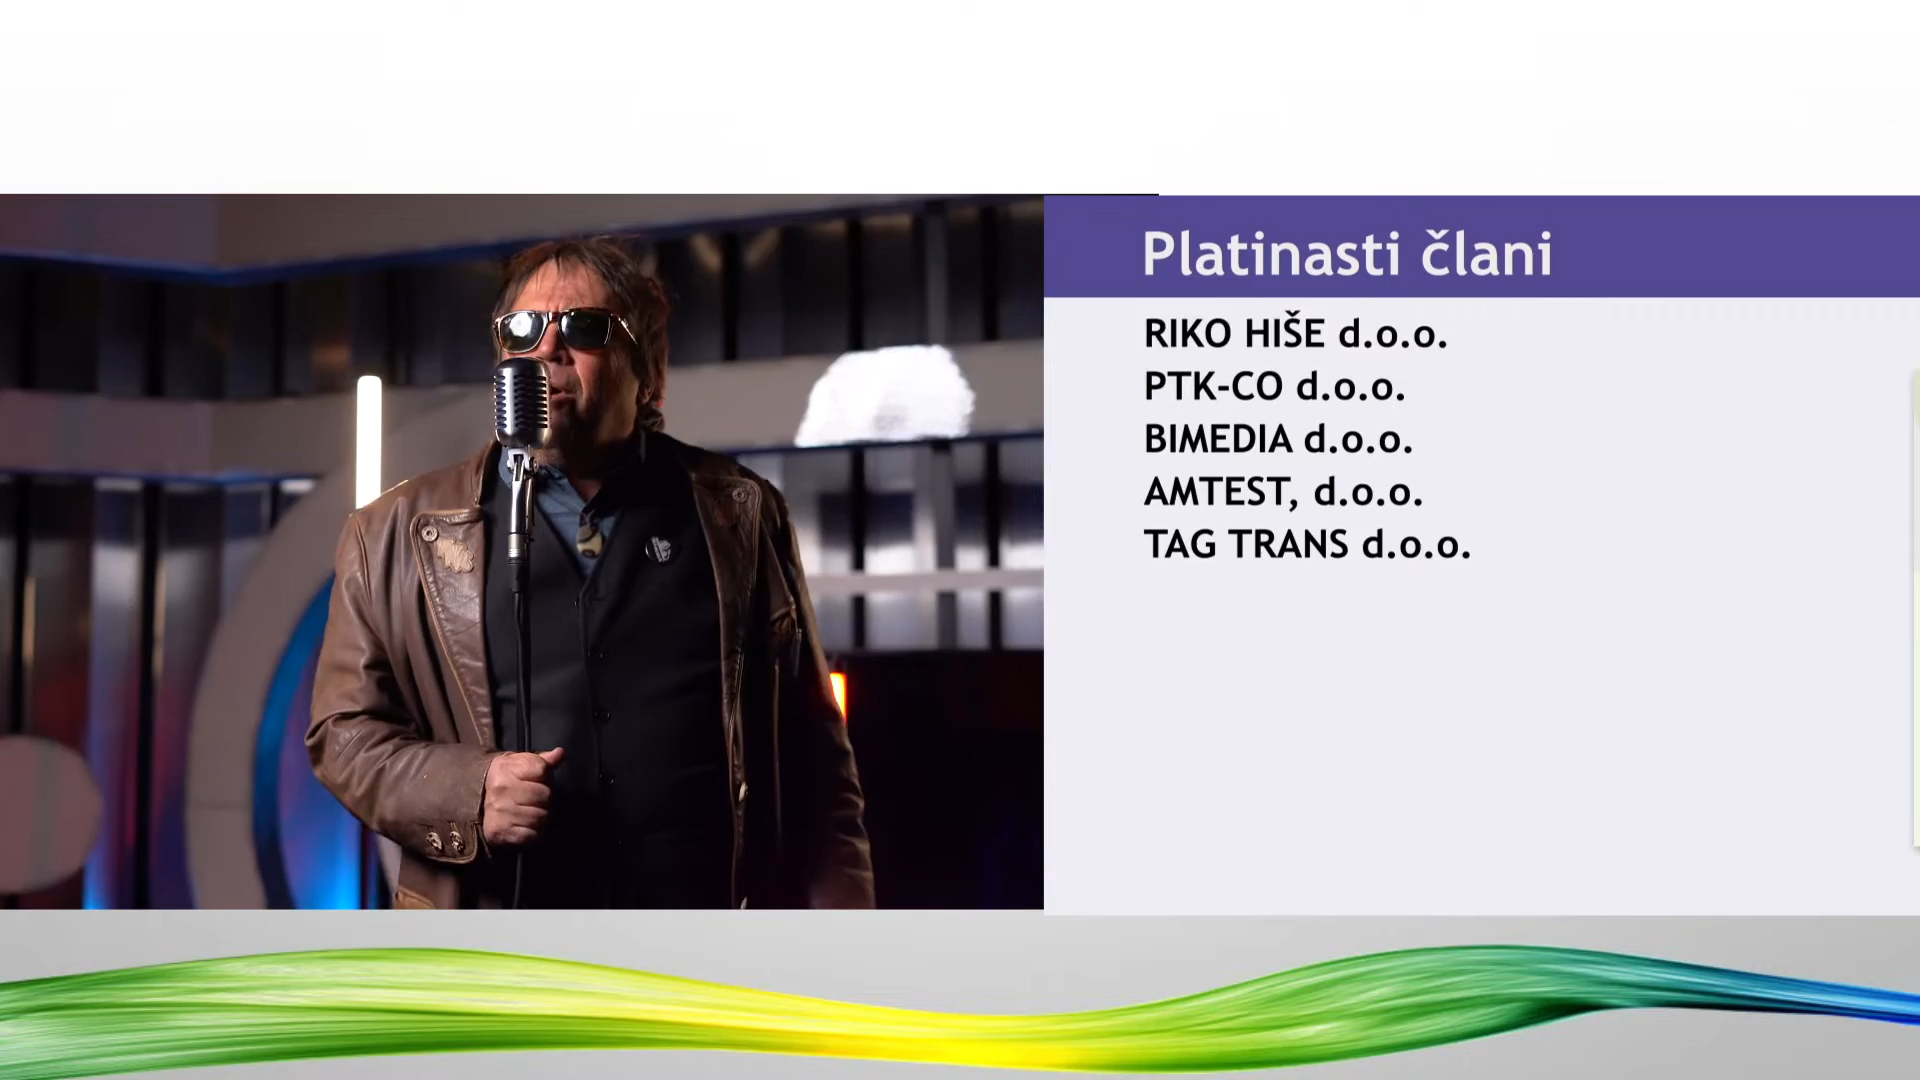 Platinasti člani
RIKO HIŠE d.o.o.
PTK-CO d.o.o.
BIMEDIA d.o.o.
AMTEST, d.o.o.
TAG TRANS d.o.o.